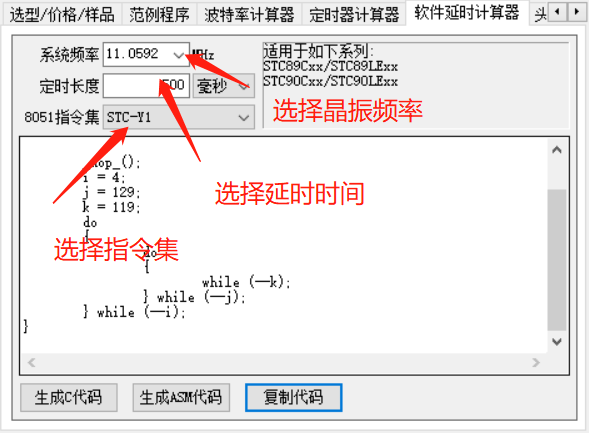 选型/价格/样品 范例程序 波特率计算器 定时器计算器 软件延时计算器 头
系统频率 11.0592 MHz
适用于如下系列:
STC89Cxx/STC89LExx
STC90Cxx/STC90LExx
定时长度 500 毫秒
选择晶振频率
8051指令集 STC-Y1
_nop_();
i = 4;
j = 129;
k = 119;
选择延时时间
do
{
选择指令集
do
{
while (--k);
} while (--j);
} while (--i);
}
生成C代码 生成ASM代码 复制代码